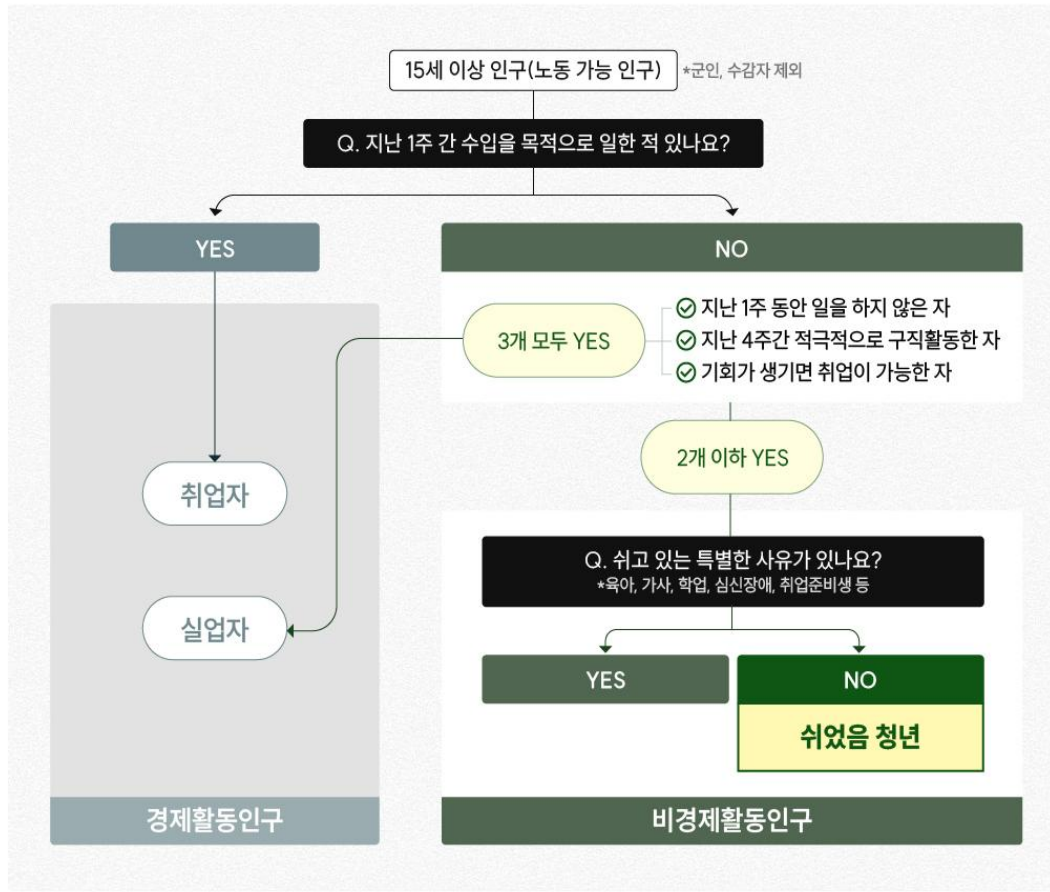 15세 이상 인구(노동 가능 인구) *군인, 수감자 제외
Q. 지난 1주 간 수입을 목적으로 일한 적 있나요?
YES
NO
3개 모두 YES
지난 1주 동안 일을 하지 않은 자
지난 4주간 적극적으로 구직활동한 자
기회가 생기면 취업이 가능한 자
2개 이하 YES
취업자
실업자
Q. 쉬고 있는 특별한 사유가 있나요?
*육아, 가사, 학업, 심신장애, 취업준비생 등
YES
NO
쉬었음 청년
경제활동인구
비경제활동인구